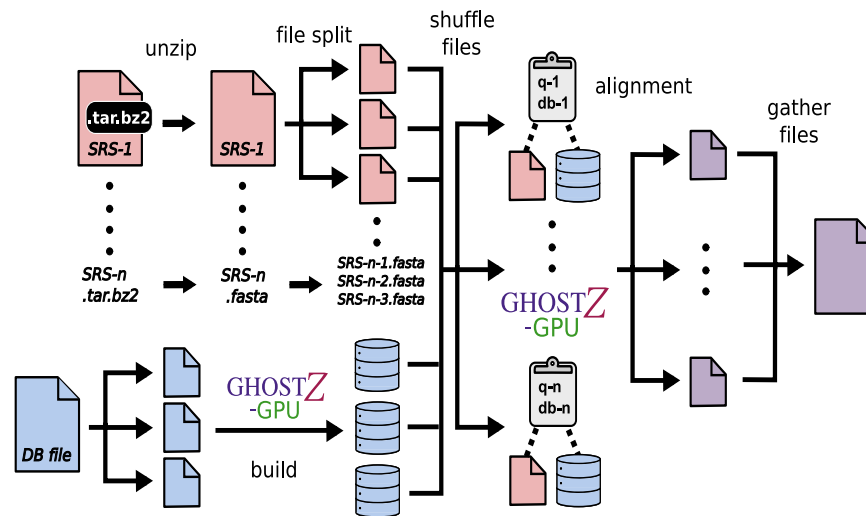 unzip
file split
shuffle
files
alignment
gather
files
.tar.bz2
SRS-1
SRS-1
q-1
db-1
SRS-n
.tar.bz2
SRS-n
.fasta
SRS-n-1.fasta
SRS-n-2.fasta
SRS-n-3.fasta
GHOSTZ
-GPU
DB file
GHOSTZ
-GPU
build
q-n
db-n